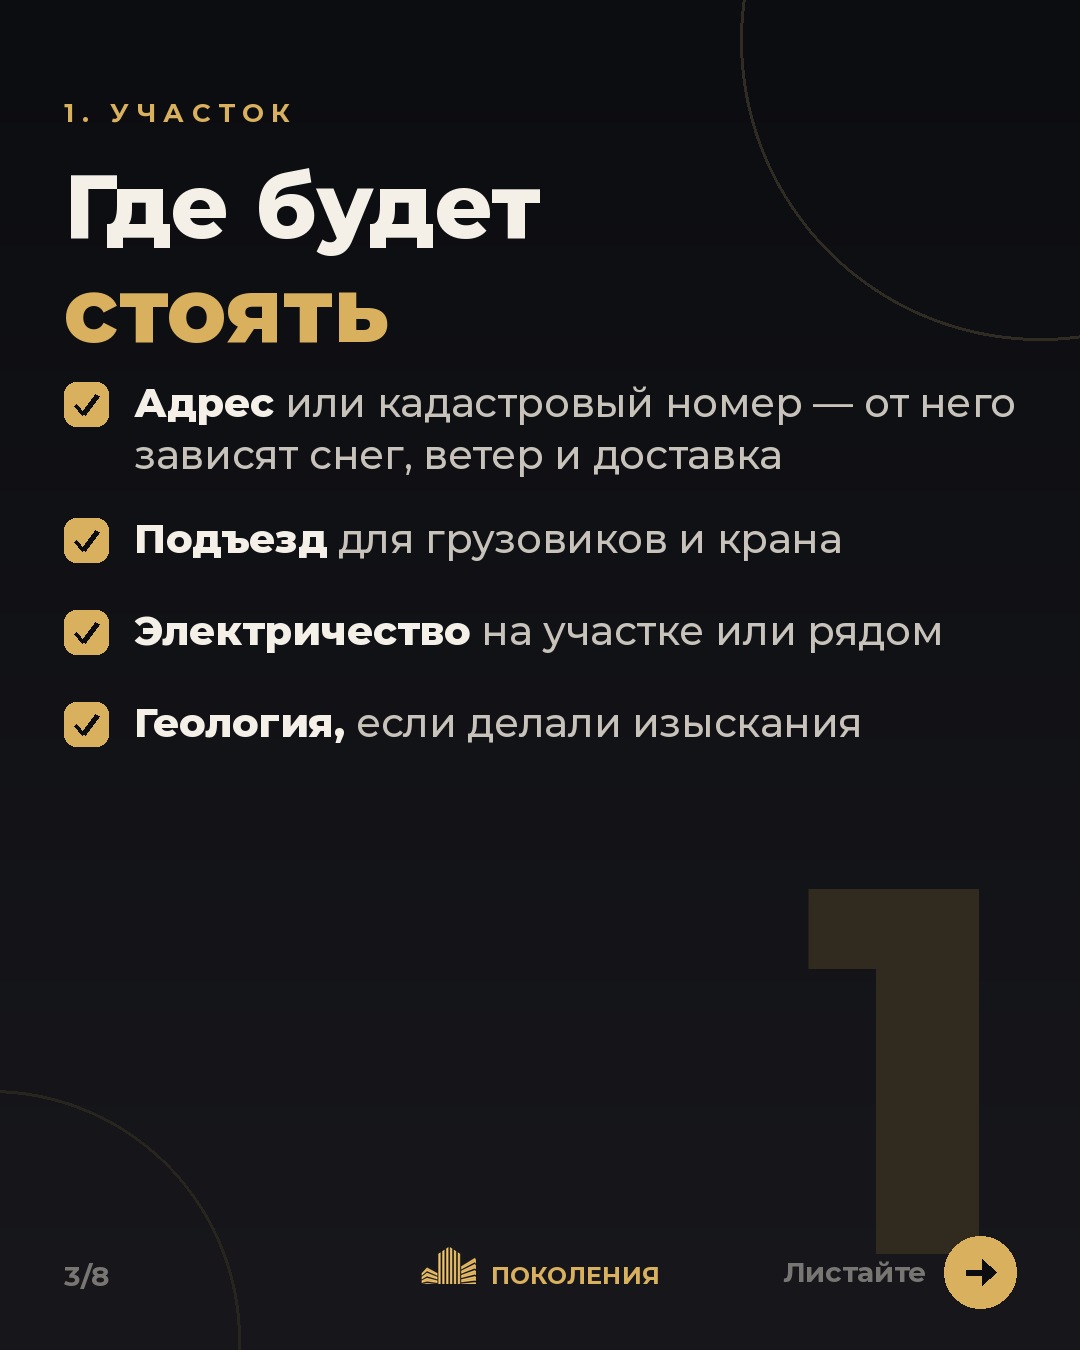 1. УЧАСТОК
Где будет
стоять
Адрес или кадастровый номер — от него
зависят снег, ветер и доставка
Подъезд для грузовиков и крана
Электричество на участке или рядом
Геология, если делали изыскания
1
3/8
ПОКОЛЕНИЯ
Листайте